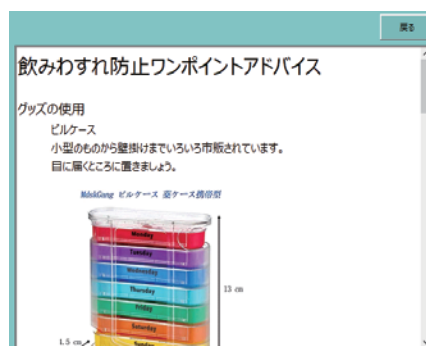 戻る
飲みわすれ防止ワンポイントアドバイス
グッズの使用
ピルケース
小型のものから壁掛けまでいろいろ市販されています。
目に届くところに置きましょう。
MdskGong ピルケース 薬ケース携帯型
Monday
Tuesday
Wednesday
Thursday
Friday
Saturday
Sunday
13 cm
1.5 cm